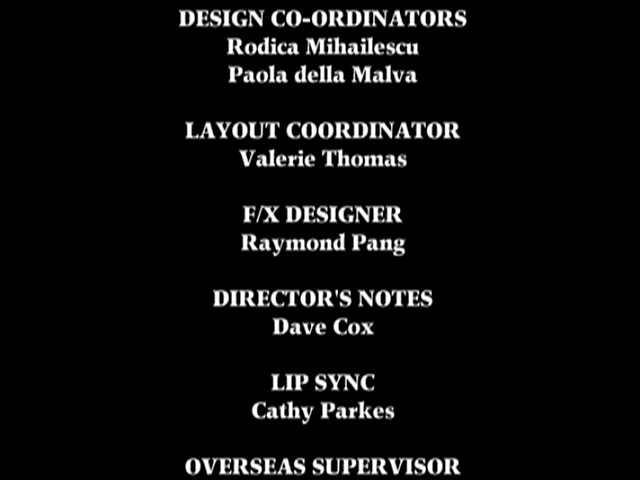 DESIGN CO-ORDINATORS
Rodica Mihailescu
Paola della Malva
LAYOUT COORDINATOR
Valerie Thomas
F/X DESIGNER
Raymond Pang
DIRECTOR'S NOTES
Dave Cox
LIP SYNC
Cathy Parkes
OVERSEAS SUPERVISOR